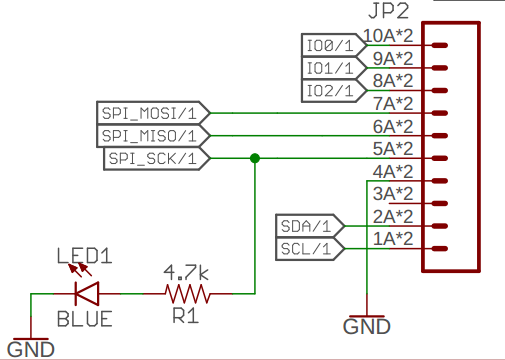 JP2
IO0/1 10A*2
IO1/1 9A*2
IO2/1 8A*2
SPI_MOSI/1 7A*2
SPI_MISO/1 6A*2
SPI_SCK/1 5A*2
4A*2
3A*2
SDA/1 2A*2
SCL/1 1A*2
LED1 4.7k
BLUE R1
GND GND